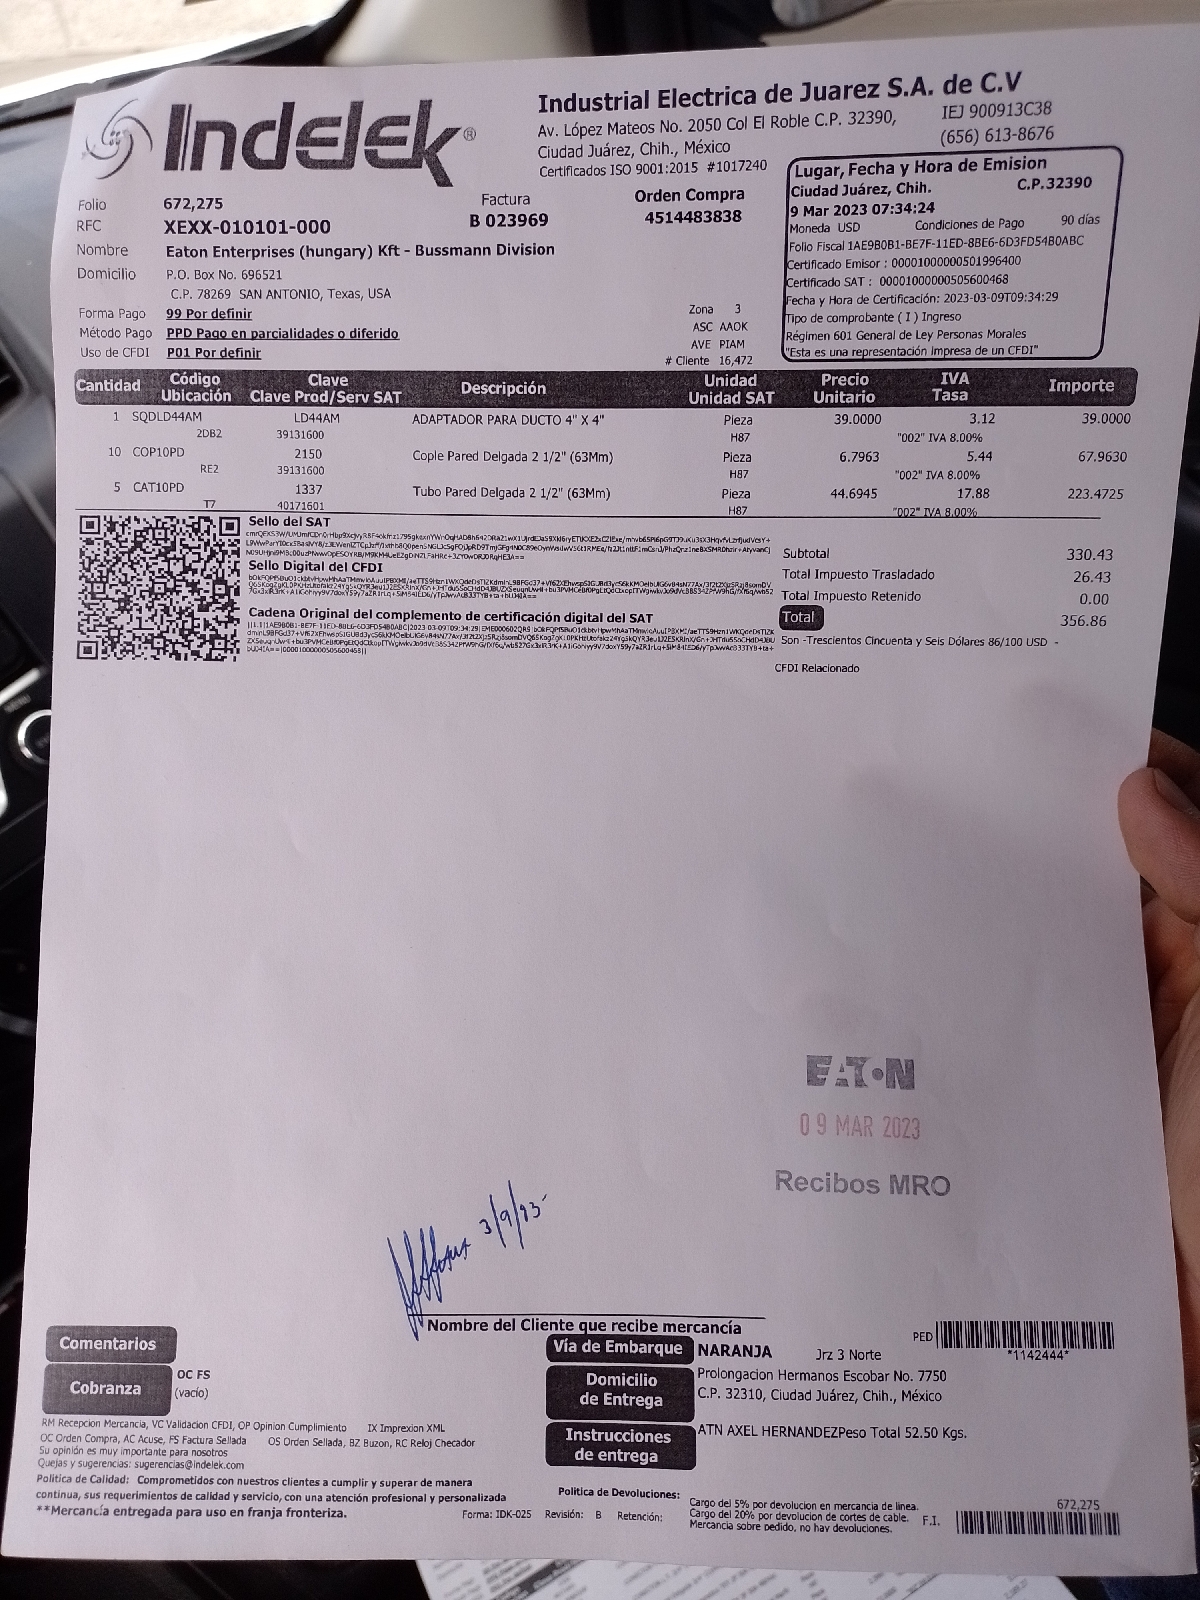 Indelek®
Industrial Electrica de Juarez S.A. de C.V
Av. López Mateos No. 2050 Col El Roble C.P. 32390,
IEJ 900913C38
Ciudad Juárez, Chih., México
(656) 613-8676
Certificados ISO 9001:2015 #1017240
Folio 672,275
Factura
Orden Compra
RFC XEXX-010101-000
B 023969
4514483838
Nombre Eaton Enterprises (hungary) Kft - Bussmann Division
Domicilio P.O. Box No. 696521
C.P. 78269 SAN ANTONIO, Texas, USA
Forma Pago 99 Por definir
Método Pago PPD Pago en parcialidades o diferido
Uso de CFDI P01 Por definir
Zona 3
ASC AAOK
AVE PIAM
# Cliente 16,472
Lugar, Fecha y Hora de Emision
Ciudad Juárez, Chih. C.P.32390
9 Mar 2023 07:34:24
Moneda USD Condiciones de Pago 90 días
Folio Fiscal 1AE9B0B1-BE7F-11ED-8BE6-6D3FD54B0ABC
Certificado Emisor : 00001000000501996400
Certificado SAT : 00001000000505600468
Fecha y Hora de Certificación: 2023-03-09T09:34:29
Tipo de comprobante ( I ) Ingreso
Régimen 601 General de Ley Personas Morales
"Esta es una representación impresa de un CFDI"
Cantidad Código Ubicación Clave Clave Prod/Serv SAT Descripción Unidad Unidad SAT Precio Unitario IVA Tasa Importe
1 SQDLD44AM LD44AM ADAPTADOR PARA DUCTO 4" X 4" Pieza 39.0000 3.12 39.0000
2DB2 39131600 H87 "002" IVA 8.00%
10 COP10PD 2150 Cople Pared Delgada 2 1/2" (63Mm) Pieza 6.7963 5.44 67.9630
RE2 39131600 H87 "002" IVA 8.00%
5 CAT10PD 1337 Tubo Pared Delgada 2 1/2" (63Mm) Pieza 44.6945 17.88 223.4725
T7 40171601 H87 "002" IVA 8.00%
Sello del SAT
Sello Digital del CFDI
Cadena Original del complemento de certificación digital del SAT
Subtotal 330.43
Total Impuesto Trasladado 26.43
Total Impuesto Retenido 0.00
Total 356.86
Son -Trescientos Cincuenta y Seis Dólares 86/100 USD -
CFDI Relacionado
EATON
09 MAR 2023
Recibos MRO
Nombre del Cliente que recibe mercancía
Comentarios
Cobranza
OC FS
(vacío)
Vía de Embarque NARANJA Jrz 3 Norte
PED
*1142444*
Domicilio de Entrega
Prolongacion Hermanos Escobar No. 7750
C.P. 32310, Ciudad Juárez, Chih., México
Instrucciones de entrega
ATN AXEL HERNANDEZPeso Total 52.50 Kgs.
RM Recepcion Mercancia, VC Validacion CFDI, OP Opinion Cumplimiento IX Imprexion XML
OC Orden Compra, AC Acuse, FS Factura Sellada OS Orden Sellada, BZ Buzon, RC Reloj Checador
Su opinión es muy importante para nosotros
Quejas y sugerencias: sugerencias@indelek.com
Politica de Calidad: Comprometidos con nuestros clientes a cumplir y superar de manera
continua, sus requerimientos de calidad y servicio, con una atención profesional y personalizada
**Mercancía entregada para uso en franja fronteriza.
Forma: IDK-025 Revisión: B Retención:
Politica de Devoluciones:
Cargo del 5% por devolucion en mercancia de linea.
Cargo del 20% por devolucion de cortes de cable.
Mercancia sobre pedido, no hay devoluciones.
672,275
F.I.